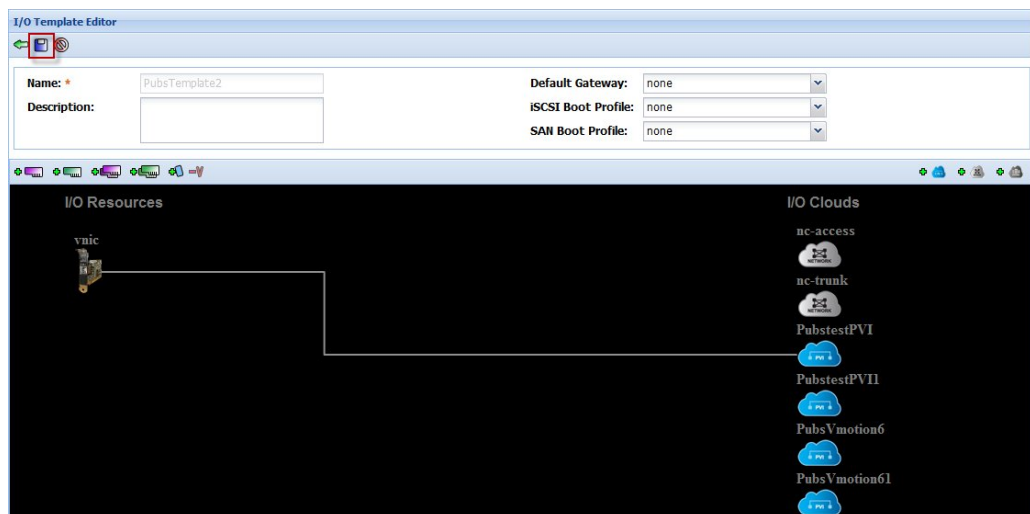 I/O Template Editor
Name: *
PubsTemplate2
Default Gateway:
none
Description:
iSCSI Boot Profile:
none
SAN Boot Profile:
none
I/O Resources
I/O Clouds
vnic
nc-access
NETWORK
nc-trunk
NETWORK
PubstestPVI
PVI
PubstestPVI1
PVI
PubsVmotion6
PVI
PubsVmotion61
PVI